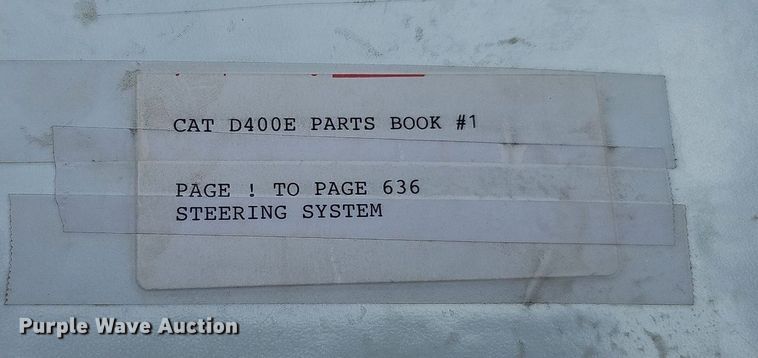 CAT D400E PARTS BOOK #1
PAGE ! TO PAGE 636
STEERING SYSTEM
Purple Wave Auction